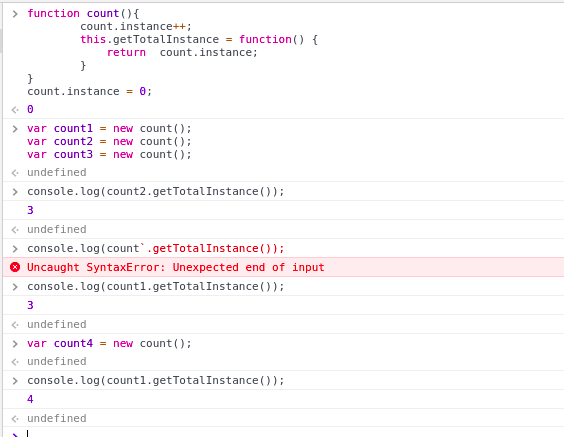 function count(){
count.instance++;
this.getTotalInstance = function() {
return  count.instance;
}
}
count.instance = 0;
0
var count1 = new count();
var count2 = new count();
var count3 = new count();
undefined
console.log(count2.getTotalInstance());
3
undefined
console.log(count`.getTotalInstance());
Uncaught SyntaxError: Unexpected end of input
console.log(count1.getTotalInstance());
3
undefined
var count4 = new count();
undefined
console.log(count1.getTotalInstance());
4
undefined